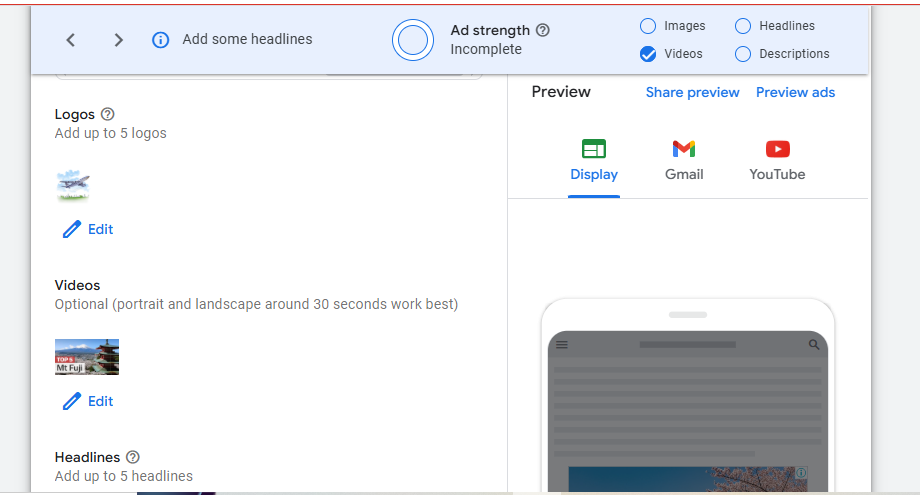 Add some headlines
Ad strength
Incomplete
Images
Headlines
Videos
Descriptions
Logos
Add up to 5 logos
Edit
Videos
Optional (portrait and landscape around 30 seconds work best)
TOP 5
Mt Fuji
Edit
Headlines
Add up to 5 headlines
Preview
Share preview
Preview ads
Display
Gmail
YouTube